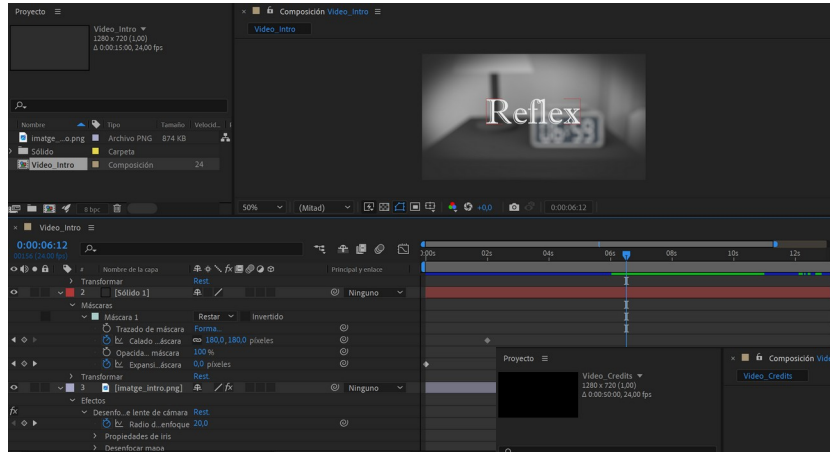 Proyecto
Video_Intro
1280 x 720 (1,00)
Δ 0:00:15:00, 24,00 fps
Nombre Tipo Tamaño Velocid...
imatge_...o.png Archivo PNG 874 KB
Sólido Carpeta
Video_Intro Composición 24
8 bpc
Composición Video_Intro
Video_Intro
Reflex
50% (Mitad) +0,0 0:00:06:12
Video_Intro
0:00:06:12
Nombre de la capa Principal y enlace
02s 04s 06s 08s 10s 12s
Transformar Rest.
2 [Sólido 1] Ninguno
Máscaras
Máscara 1 Restar Invertido
Trazado de máscara Forma...
Calado ...áscara 180,0, 180,0 píxeles
Opacida... máscara 100 %
Expansi...áscara 0,0 píxeles
Transformar Rest.
3 [imatge_intro.png] Ninguno
Efectos
fx Desenfo...e lente de cámara Rest.
Radio d...enfoque 20,0
Propiedades de iris
Desenfocar mapa
Proyecto
Video_Credits
1280 x 720 (1,00)
Δ 0:00:50:00, 24,00 fps
Composición Vide
Video_Credits